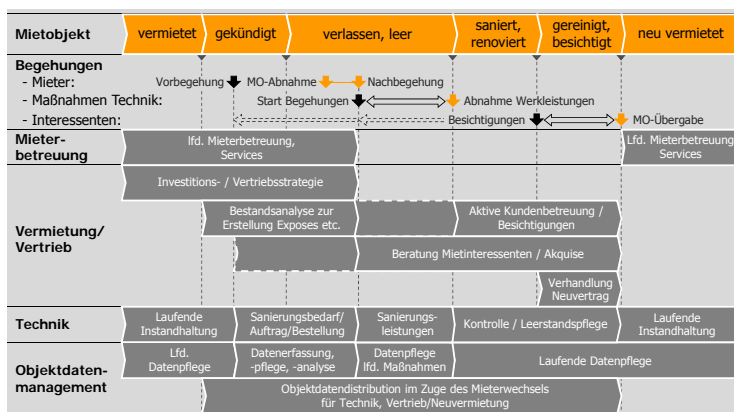 Mietobjekt
vermietet
gekündigt
verlassen, leer
saniert,
renoviert
gereinigt,
besichtigt
neu vermietet
Begehungen
- Mieter:
Vorbegehung
MO-Abnahme
Nachbegehung
- Maßnahmen Technik:
Start Begehungen
Abnahme Werkleistungen
- Interessenten:
Besichtigungen
MO-Übergabe
Mieter-
betreuung
lfd. Mieterbetreuung,
Services
Lfd. Mieterbetreuung
Services
Vermietung/
Vertrieb
Investitions- / Vertriebsstrategie
Bestandsanalyse zur
Erstellung Exposes etc.
Aktive Kundenbetreuung /
Besichtigungen
Beratung Mietinteressenten / Akquise
Verhandlung
Neuvertrag
Technik
Laufende
Instandhaltung
Sanierungsbedarf/
Auftrag/Bestellung
Sanierungs-
leistungen
Kontrolle / Leerstandspflege
Laufende
Instandhaltung
Objektdaten-
management
Lfd.
Datenpflege
Datenerfassung,
-pflege, -analyse
Datenpflege
lfd. Maßnahmen
Laufende Datenpflege
Objektdatendistribution im Zuge des Mieterwechsels
für Technik, Vertrieb/Neuvermietung